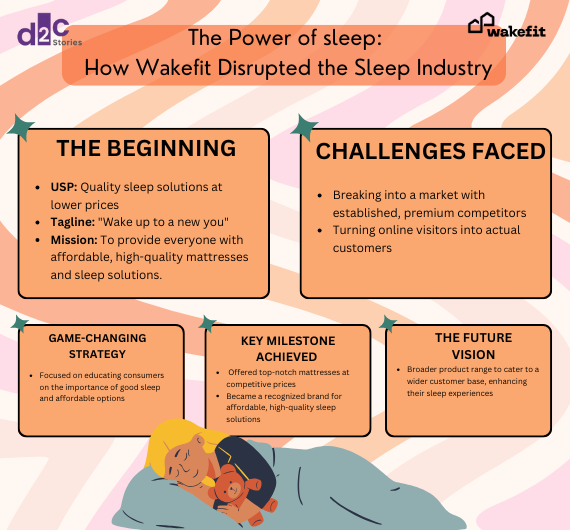 d2c
Stories
wakefit
The Power of sleep:
How Wakefit Disrupted the Sleep Industry
THE BEGINNING
• USP: Quality sleep solutions at
lower prices
• Tagline: "Wake up to a new you"
• Mission: To provide everyone with
affordable, high-quality mattresses
and sleep solutions.
CHALLENGES FACED
• Breaking into a market with
established, premium competitors
• Turning online visitors into actual
customers
GAME-CHANGING
STRATEGY
• Focused on educating consumers
on the importance of good sleep
and affordable options
KEY MILESTONE
ACHIEVED
• Offered top-notch mattresses at
competitive prices
• Became a recognized brand for
affordable, high-quality sleep
solutions
THE FUTURE
VISION
• Broader product range to cater to a
wider customer base, enhancing
their sleep experiences